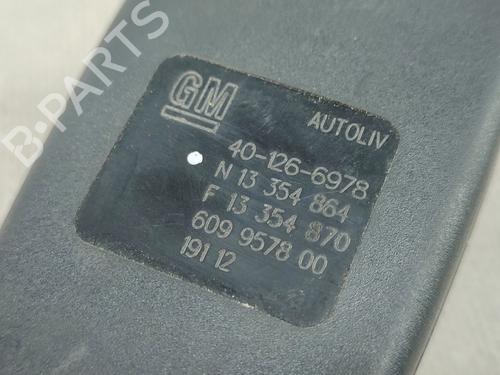 B-PARTS
GM
AUTOLIV
40-126-6978
N 13 354 864
F 13 354 870
609 9578 00
191 12